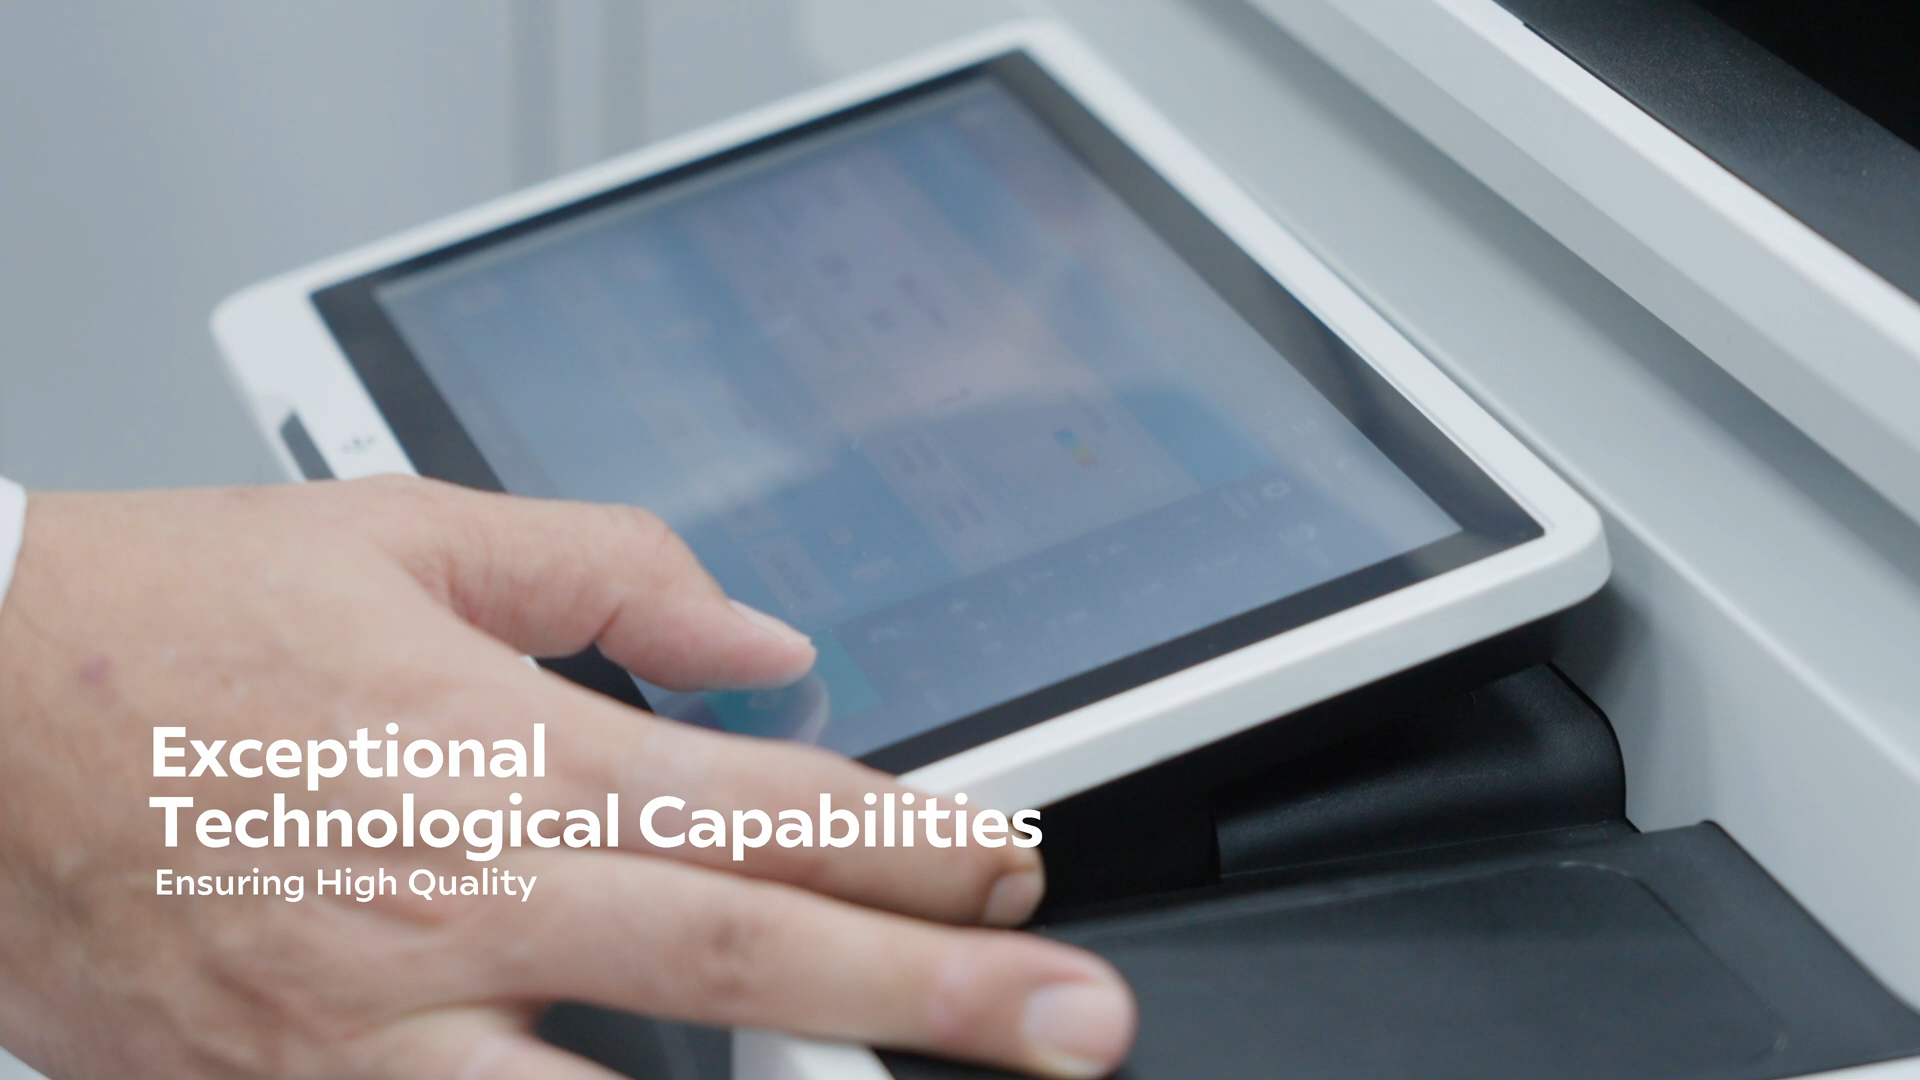 Exceptional
Technological Capabilities
Ensuring High Quality